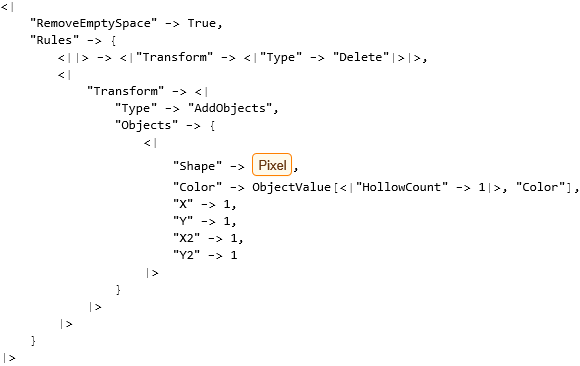 <|
"RemoveEmptySpace" -> True,
"Rules" -> {
<||> -> <|"Transform" -> <|"Type" -> "Delete"|>|>,
<|
"Transform" -> <|
"Type" -> "AddObjects",
"Objects" -> {
<|
"Shape" -> Pixel,
"Color" -> ObjectValue[<|"HollowCount" -> 1|>, "Color"],
"X" -> 1,
"Y" -> 1,
"X2" -> 1,
"Y2" -> 1
|>
}
|>
|>
}
|>